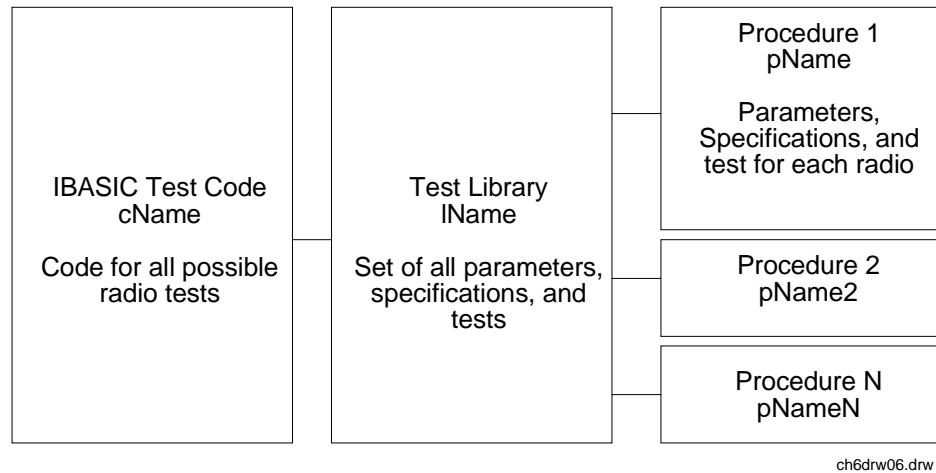 IBASIC Test Code
cName
Code for all possible
radio tests
Test Library
lName
Set of all parameters,
specifications, and
tests
Procedure 1
pName
Parameters,
Specifications, and
test for each radio
Procedure 2
pName2
Procedure N
pNameN
ch6drw06.drw